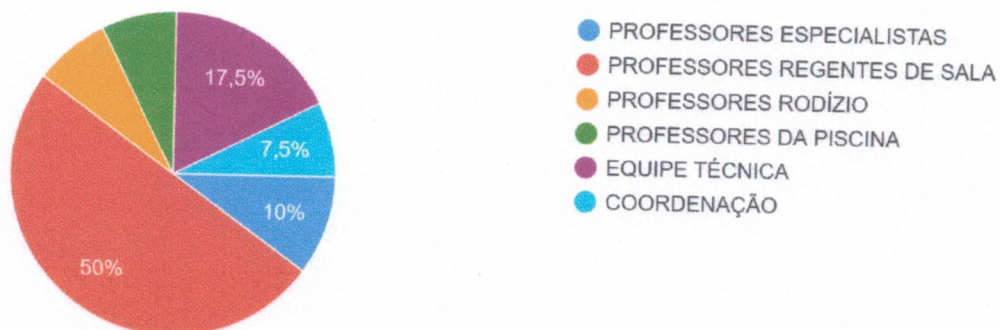 17,5%
7,5%
10%
50%
PROFESSORES ESPECIALISTAS
PROFESSORES REGENTES DE SALA
PROFESSORES RODÍZIO
PROFESSORES DA PISCINA
EQUIPE TÉCNICA
COORDENAÇÃO